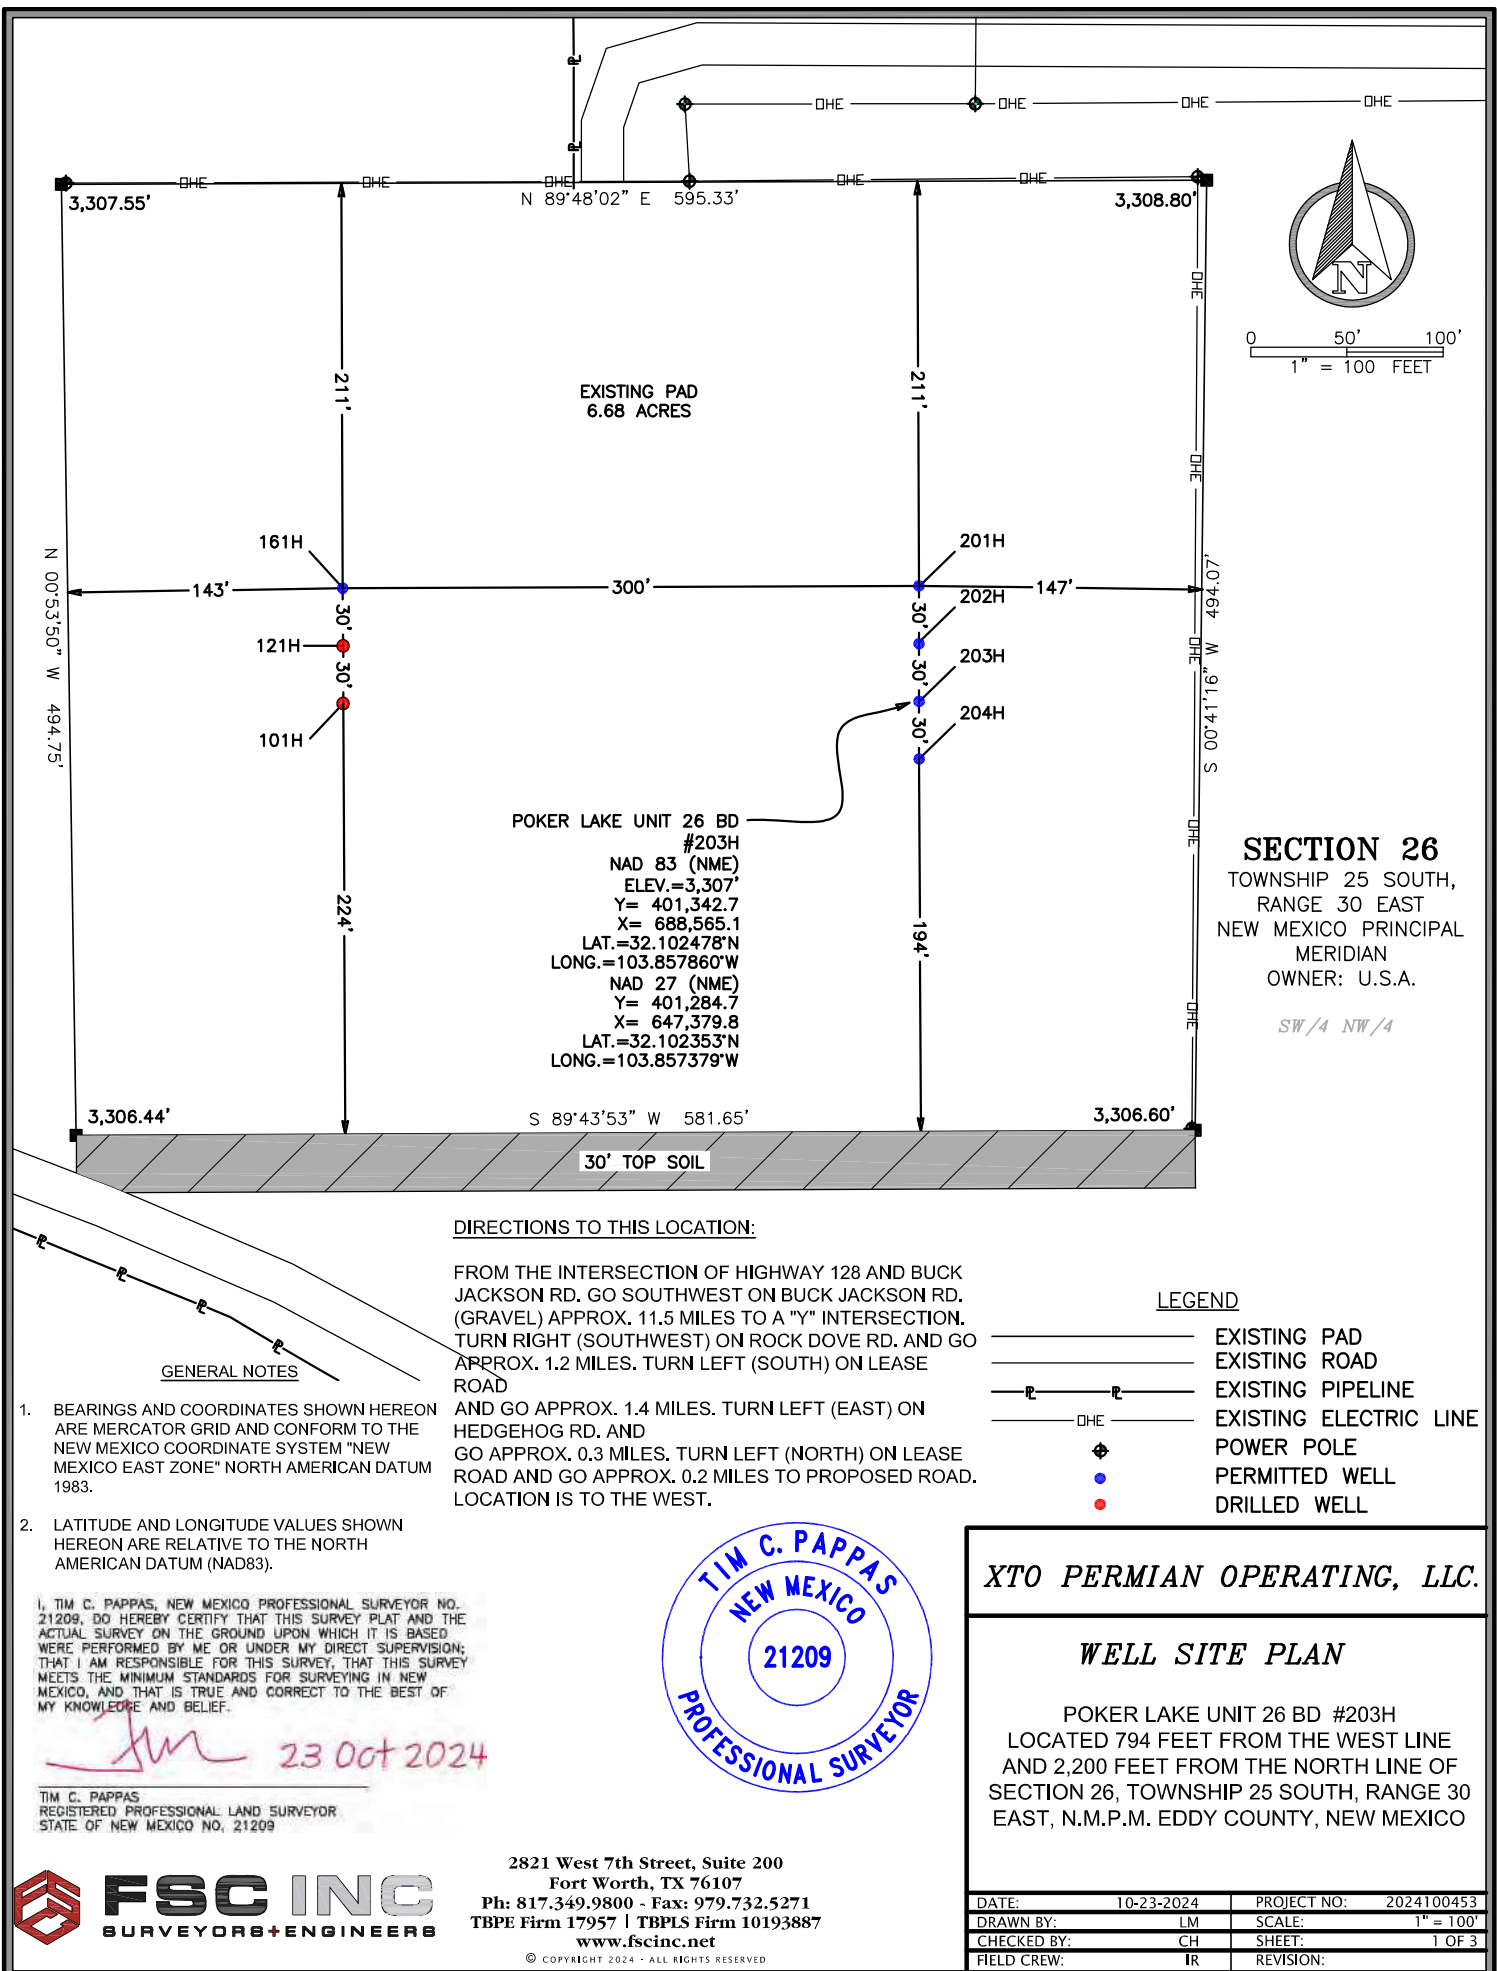 ℞
OHE OHE OHE OHE
℞
OHE OHE OHE OHE OHE
N 89°48'02" E 595.33'
3,307.55'
3,308.80'
N
OHE
0 50' 100'
1" = 100 FEET
211'
211'
EXISTING PAD
6.68 ACRES
OHE
161H
201H
N 00°53'50" W 494.75'
143'
300'
147'
S 00°41'16" W 494.07'
30'
30'
202H
121H
OHE
30'
30'
203H
101H
30'
204H
POKER LAKE UNIT 26 BD
#203H
NAD 83 (NME)
ELEV.=3,307'
Y= 401,342.7
X= 688,565.1
LAT.=32.102478°N
LONG.=103.857860°W
NAD 27 (NME)
Y= 401,284.7
X= 647,379.8
LAT.=32.102353°N
LONG.=103.857379°W
224'
194'
OHE
SECTION 26
TOWNSHIP 25 SOUTH,
RANGE 30 EAST
NEW MEXICO PRINCIPAL
MERIDIAN
OWNER: U.S.A.
OHE
SW/4 NW/4
3,306.44'
S 89°43'53" W 581.65'
3,306.60'
30' TOP SOIL
℞ ℞ ℞ ℞
DIRECTIONS TO THIS LOCATION:
FROM THE INTERSECTION OF HIGHWAY 128 AND BUCK
JACKSON RD. GO SOUTHWEST ON BUCK JACKSON RD.
(GRAVEL) APPROX. 11.5 MILES TO A "Y" INTERSECTION.
TURN RIGHT (SOUTHWEST) ON ROCK DOVE RD. AND GO
APPROX. 1.2 MILES. TURN LEFT (SOUTH) ON LEASE
ROAD
AND GO APPROX. 1.4 MILES. TURN LEFT (EAST) ON
HEDGEHOG RD. AND
GO APPROX. 0.3 MILES. TURN LEFT (NORTH) ON LEASE
ROAD AND GO APPROX. 0.2 MILES TO PROPOSED ROAD.
LOCATION IS TO THE WEST.
LEGEND
EXISTING PAD
EXISTING ROAD
℞ ℞ EXISTING PIPELINE
OHE EXISTING ELECTRIC LINE
POWER POLE
PERMITTED WELL
DRILLED WELL
GENERAL NOTES
1. BEARINGS AND COORDINATES SHOWN HEREON
ARE MERCATOR GRID AND CONFORM TO THE
NEW MEXICO COORDINATE SYSTEM "NEW
MEXICO EAST ZONE" NORTH AMERICAN DATUM
1983.
2. LATITUDE AND LONGITUDE VALUES SHOWN
HEREON ARE RELATIVE TO THE NORTH
AMERICAN DATUM (NAD83).
I, TIM C. PAPPAS, NEW MEXICO PROFESSIONAL SURVEYOR NO.
21209, DO HEREBY CERTIFY THAT THIS SURVEY PLAT AND THE
ACTUAL SURVEY ON THE GROUND UPON WHICH IT IS BASED
WERE PERFORMED BY ME OR UNDER MY DIRECT SUPERVISION;
THAT I AM RESPONSIBLE FOR THIS SURVEY, THAT THIS SURVEY
MEETS THE MINIMUM STANDARDS FOR SURVEYING IN NEW
MEXICO, AND THAT IS TRUE AND CORRECT TO THE BEST OF
MY KNOWLEDGE AND BELIEF.
23 Oct 2024
TIM C. PAPPAS
REGISTERED PROFESSIONAL LAND SURVEYOR
STATE OF NEW MEXICO NO. 21209
TIM C. PAPPAS
NEW MEXICO
21209
PROFESSIONAL SURVEYOR
FSC INC
SURVEYORS+ENGINEERS
2821 West 7th Street, Suite 200
Fort Worth, TX 76107
Ph: 817.349.9800 - Fax: 979.732.5271
TBPE Firm 17957 | TBPLS Firm 10193887
www.fscinc.net
© COPYRIGHT 2024 - ALL RIGHTS RESERVED
XTO PERMIAN OPERATING, LLC.
WELL SITE PLAN
POKER LAKE UNIT 26 BD #203H
LOCATED 794 FEET FROM THE WEST LINE
AND 2,200 FEET FROM THE NORTH LINE OF
SECTION 26, TOWNSHIP 25 SOUTH, RANGE 30
EAST, N.M.P.M. EDDY COUNTY, NEW MEXICO
DATE: 10-23-2024 PROJECT NO: 2024100453
DRAWN BY: LM SCALE: 1" = 100'
CHECKED BY: CH SHEET: 1 OF 3
FIELD CREW: IR REVISION: